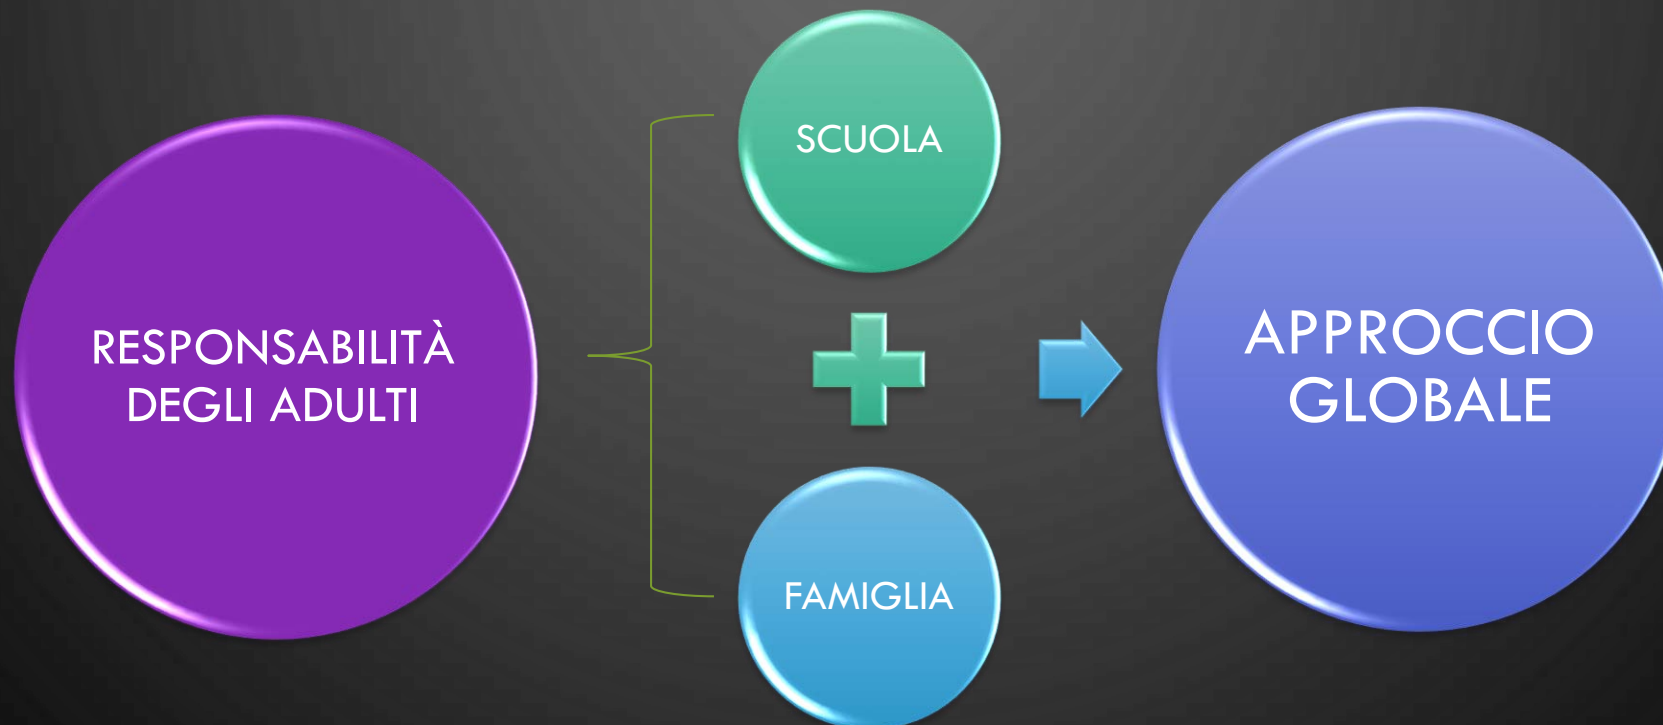 RESPONSABILITÀ
DEGLI ADULTI
SCUOLA
FAMIGLIA
APPROCCIO
GLOBALE